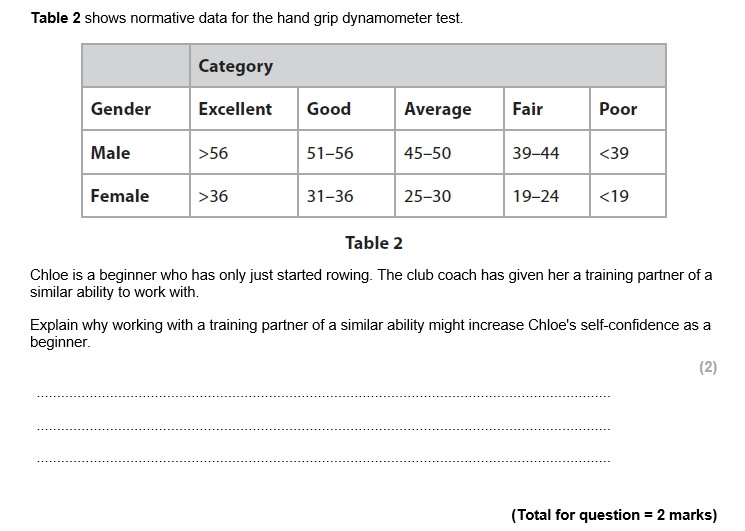 Table 2 shows normative data for the hand grip dynamometer test.
Category
Gender Excellent Good Average Fair Poor
Male >56 51–56 45–50 39–44 <39
Female >36 31–36 25–30 19–24 <19
Table 2
Chloe is a beginner who has only just started rowing. The club coach has given her a training partner of a
similar ability to work with.
Explain why working with a training partner of a similar ability might increase Chloe's self-confidence as a
beginner.
(2)
(Total for question = 2 marks)